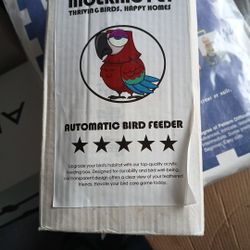 THRIVING BIRDS, HAPPY HOMES
AUTOMATIC BIRD FEEDER
Upgrade your bird's habitat with our top-quality acrylic
feeding box. Designed for durability and bird well-being,
our transparent design offers a clear view of your feathered
friends. Elevate your bird care game today!